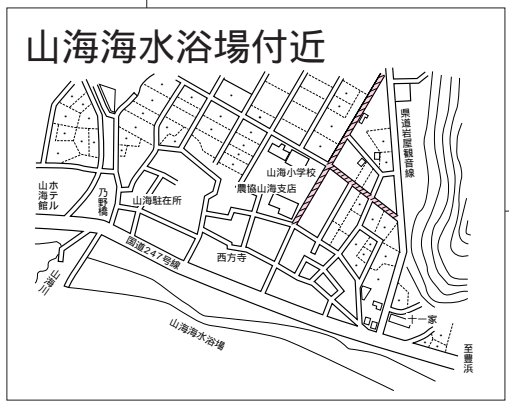 山海海水浴場付近
県道岩屋観音線
山海小学校
農協山海支店
ホテル
山海館
乃野橋
山海駐在所
国道247号線
西方寺
山海川
山海海水浴場
十一家
至豊浜